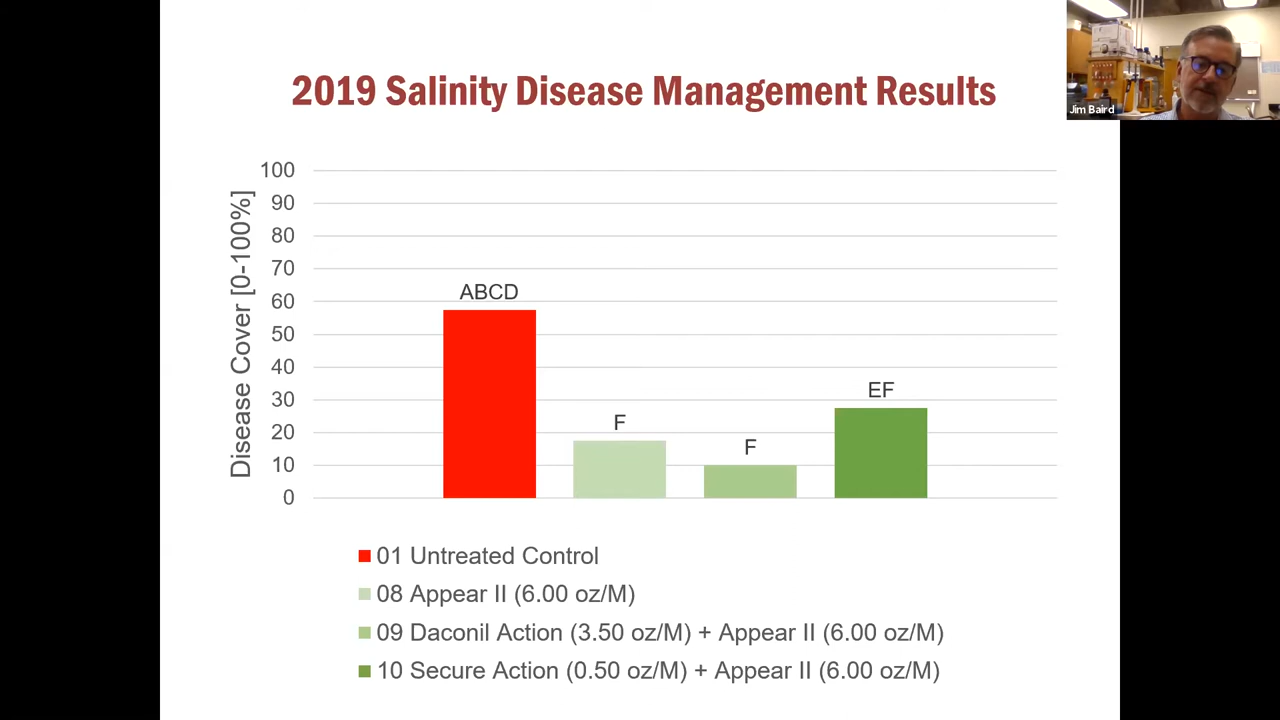 2019 Salinity Disease Management Results
Jim Baird
Disease Cover [0-100%]
100
90
80
70
60
50
40
30
20
10
0
ABCD
F
F
EF
01 Untreated Control
08 Appear II (6.00 oz/M)
09 Daconil Action (3.50 oz/M) + Appear II (6.00 oz/M)
10 Secure Action (0.50 oz/M) + Appear II (6.00 oz/M)